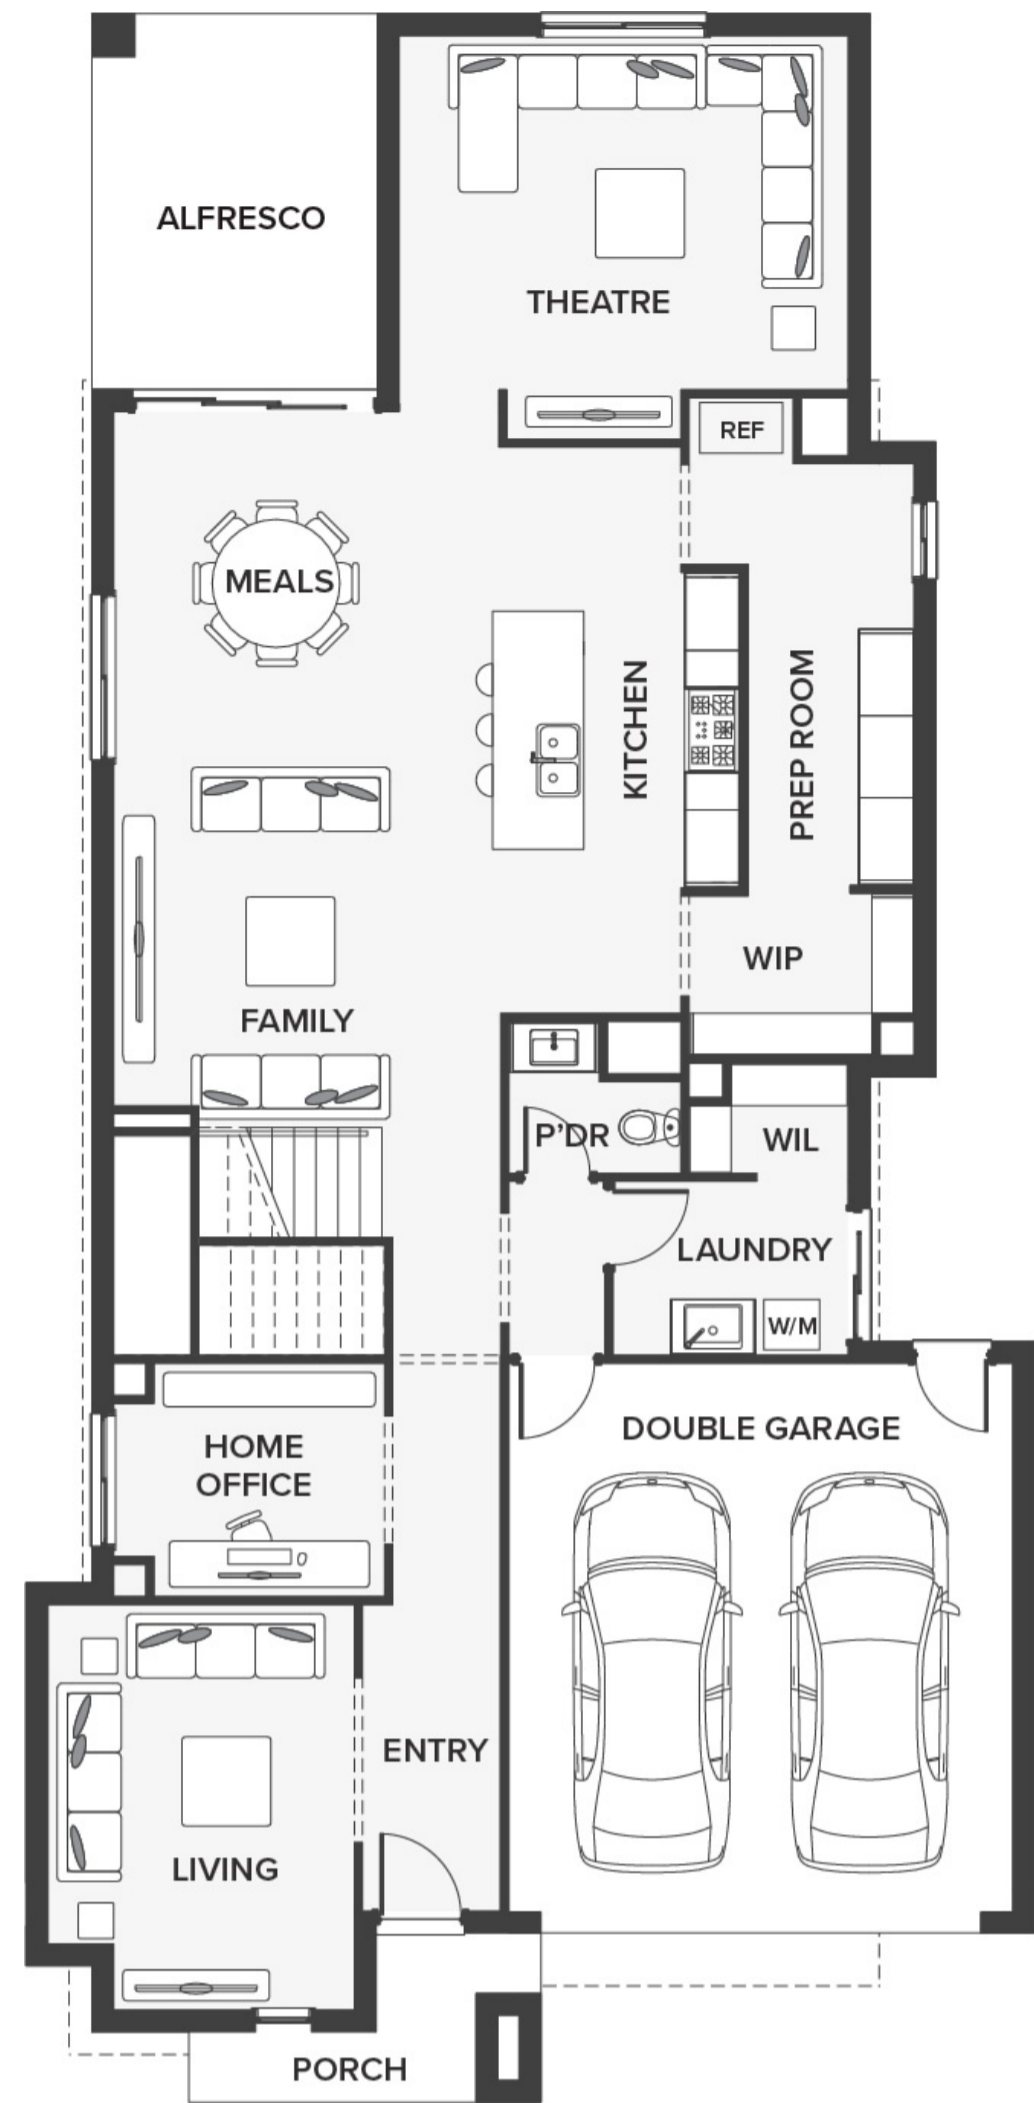 ALFRESCO
THEATRE
REF
MEALS
KITCHEN
PREP ROOM
WIP
FAMILY
P'DR
WIL
LAUNDRY
W/M
DOUBLE GARAGE
HOME
OFFICE
ENTRY
LIVING
PORCH